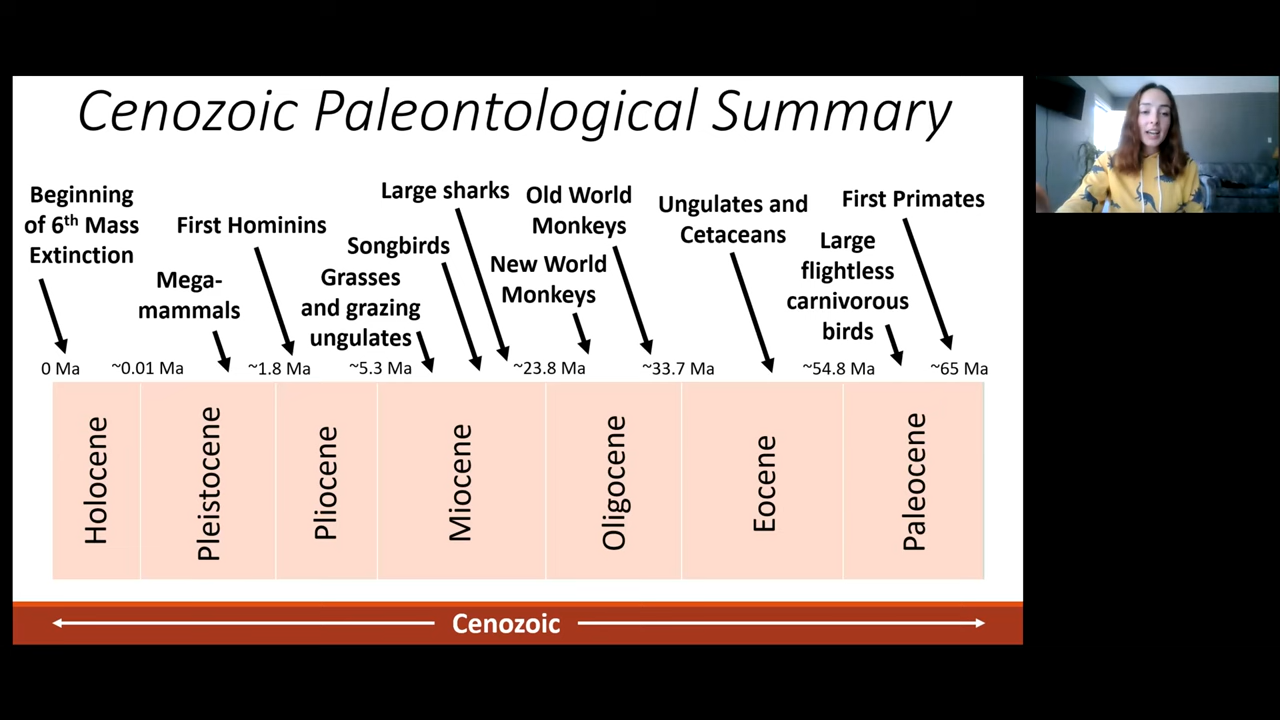 Cenozoic Paleontological Summary
Beginning
of 6th Mass
Extinction
Mega-
mammals
First Hominins
Songbirds
Grasses
and grazing
ungulates
Large sharks
Old World
Monkeys
New World
Monkeys
Ungulates and
Cetaceans
Large
flightless
carnivorous
birds
First Primates
0 Ma
~0.01 Ma
~1.8 Ma
~5.3 Ma
~23.8 Ma
~33.7 Ma
~54.8 Ma
~65 Ma
Holocene
Pleistocene
Pliocene
Miocene
Oligocene
Eocene
Paleocene
Cenozoic